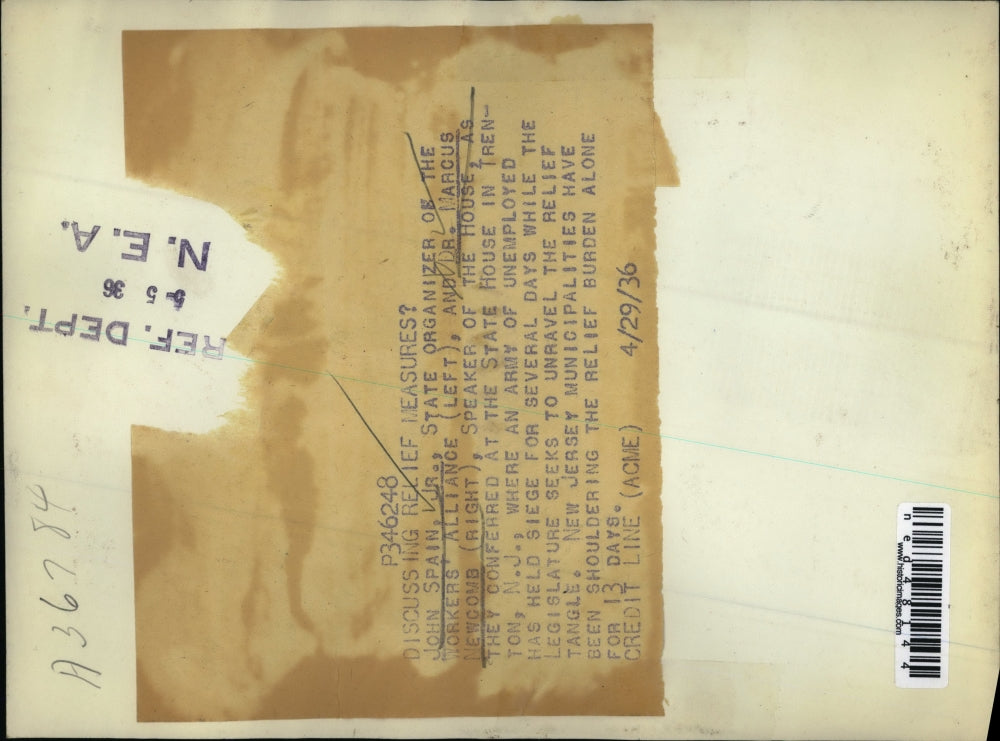 P346248
DISCUSSING RELIEF MEASURES?
JOHN SPAIN, JR., STATE ORGANIZER OF THE
WORKERS' ALLIANCE (LEFT), AND DR. MARCUS
NEWCOMB (RIGHT), SPEAKER OF THE HOUSE, AS
THEY CONFERRED AT THE STATE HOUSE IN TREN-
TON, N.J., WHERE AN ARMY OF UNEMPLOYED
HAS HELD SIEGE FOR SEVERAL DAYS WHILE THE
LEGISLATURE SEEKS TO UNRAVEL THE RELIEF
TANGLE. NEW JERSEY MUNICIPALITIES HAVE
BEEN SHOULDERING THE RELIEF BURDEN ALONE
FOR 13 DAYS.
CREDIT LINE (ACME) 4/29/36
REF. DEPT.
5 5 36
N. E. A.
A36784
ned48144
www.historicimages.com